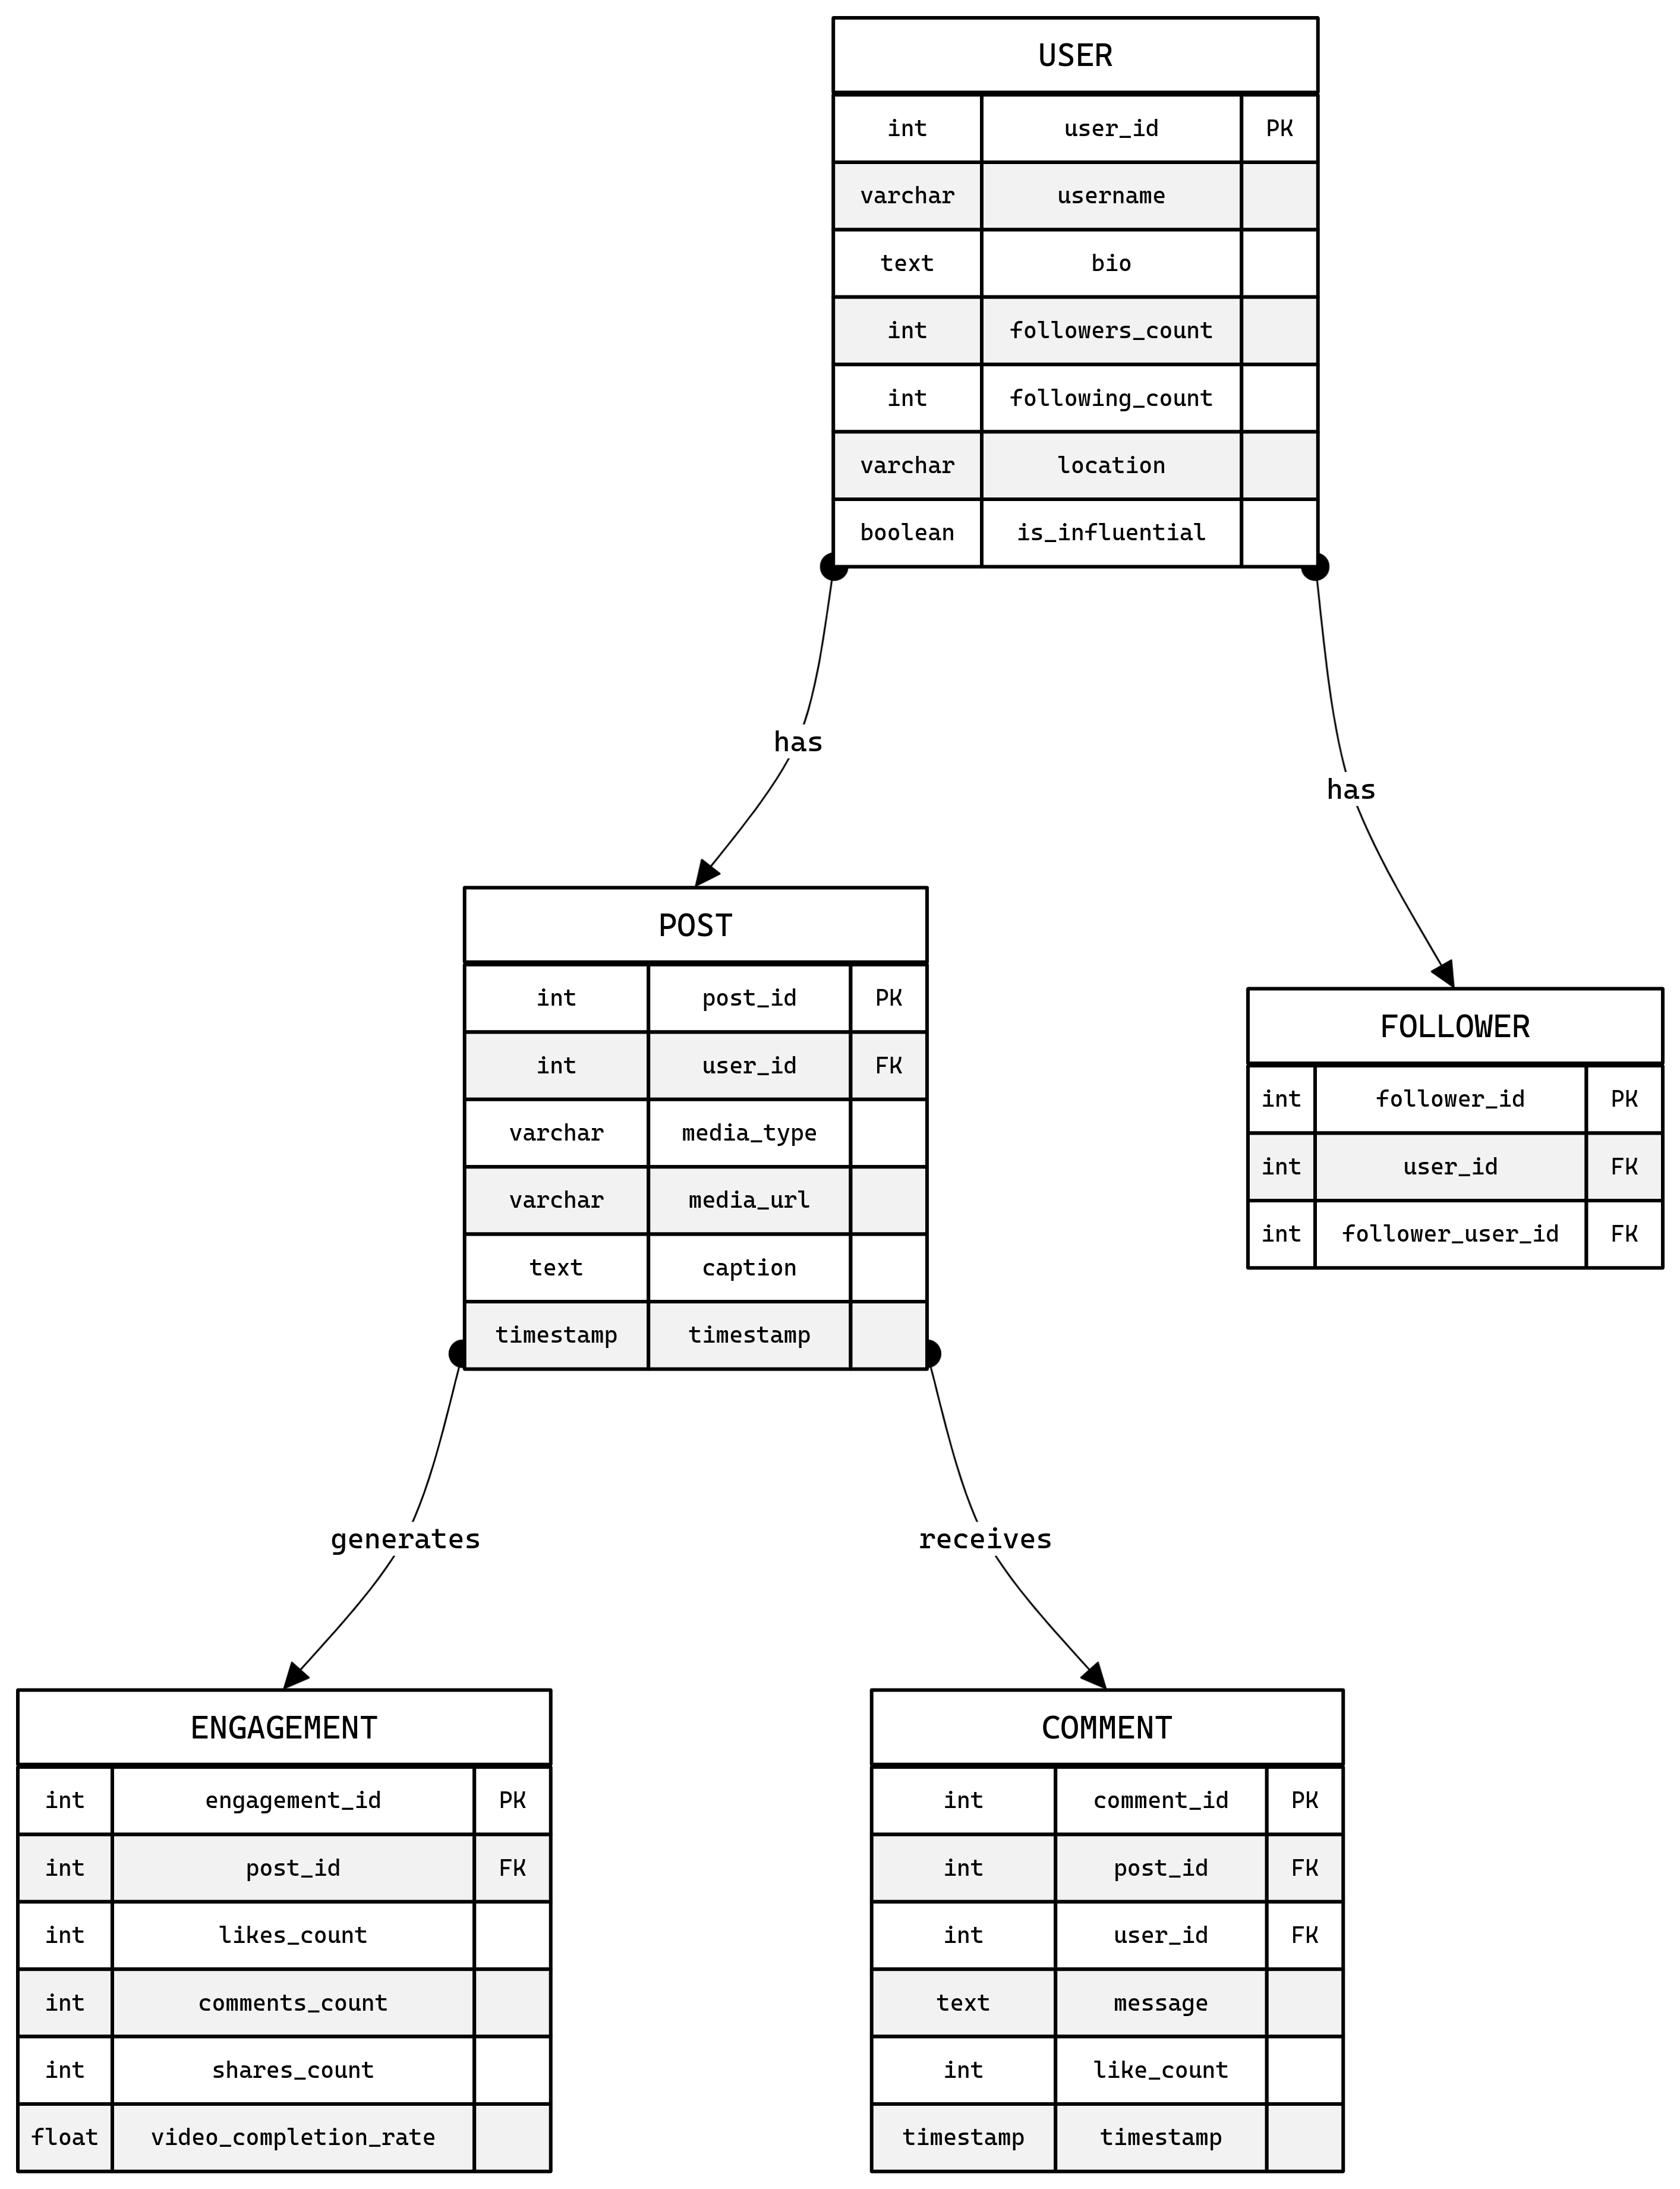 USER
int user_id PK
varchar username
text bio
int followers_count
int following_count
varchar location
boolean is_influential
has
has
POST
int post_id PK
int user_id FK
varchar media_type
varchar media_url
text caption
timestamp timestamp
FOLLOWER
int follower_id PK
int user_id FK
int follower_user_id FK
generates
receives
ENGAGEMENT
int engagement_id PK
int post_id FK
int likes_count
int comments_count
int shares_count
float video_completion_rate
COMMENT
int comment_id PK
int post_id FK
int user_id FK
text message
int like_count
timestamp timestamp